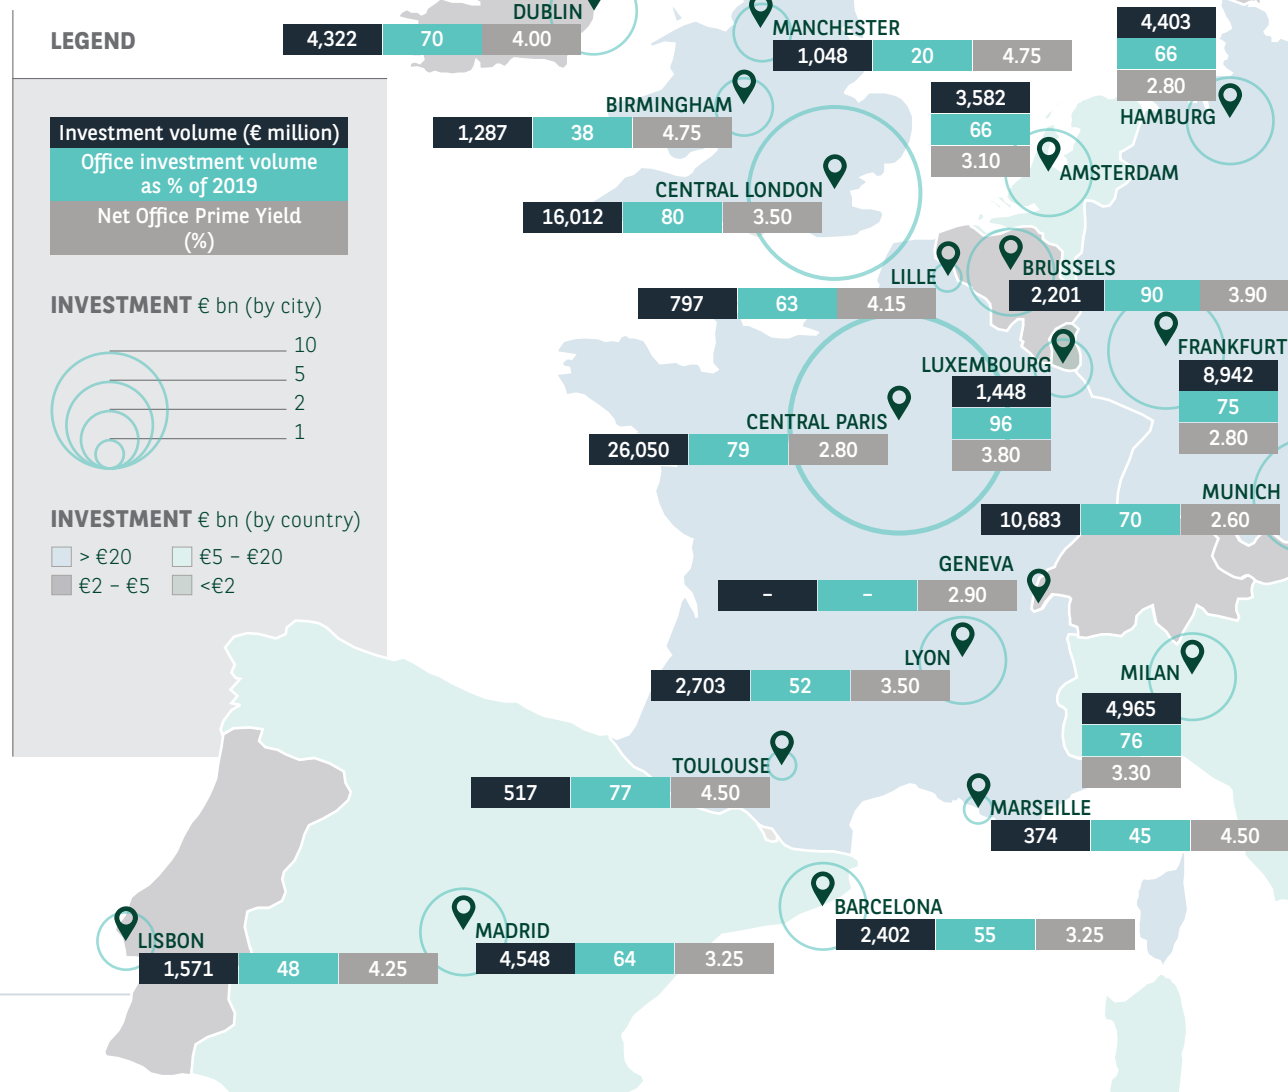 LEGEND
Investment volume (€ million)
Office investment volume
as % of 2019
Net Office Prime Yield
(%)
INVESTMENT € bn (by city)
10
5
2
1
INVESTMENT € bn (by country)
> €20
€5 – €20
€2 – €5
<€2
DUBLIN
4,322 70 4.00
MANCHESTER
1,048 20 4.75
4,403
66
2.80
HAMBURG
BIRMINGHAM
1,287 38 4.75
3,582
66
3.10
AMSTERDAM
CENTRAL LONDON
16,012 80 3.50
LILLE
797 63 4.15
BRUSSELS
2,201 90 3.90
LUXEMBOURG
1,448
96
3.80
FRANKFURT
8,942
75
2.80
CENTRAL PARIS
26,050 79 2.80
MUNICH
10,683 70 2.60
GENEVA
– – 2.90
LYON
2,703 52 3.50
MILAN
4,965
76
3.30
TOULOUSE
517 77 4.50
MARSEILLE
374 45 4.50
BARCELONA
2,402 55 3.25
MADRID
4,548 64 3.25
LISBON
1,571 48 4.25